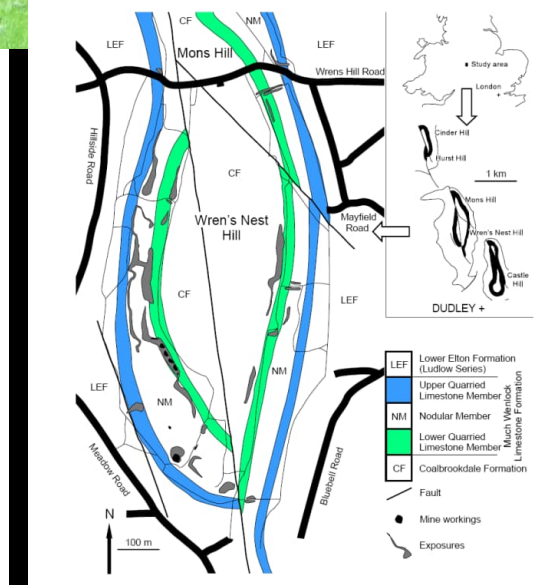 CF
NM
LEF
Mons Hill
LEF
Wrens Hill Road
Hillside Road
CF
Wren's Nest
Hill
Mayfield
Road
CF
LEF
LEF
NM
NM
Meadow Road
Bluebell Road
N
100 m
Study area
London
+
Cinder Hill
Hurst Hill
1 km
Mons Hill
Wren's Nest Hill
Castle
Hill
DUDLEY +
LEF Lower Elton Formation
(Ludlow Series)
Upper Quarried
Limestone Member
NM Nodular Member
Lower Quarried
Limestone Member
CF Coalbrookdale Formation
Much Wenlock
Limestone Formation
Fault
Mine workings
Exposures